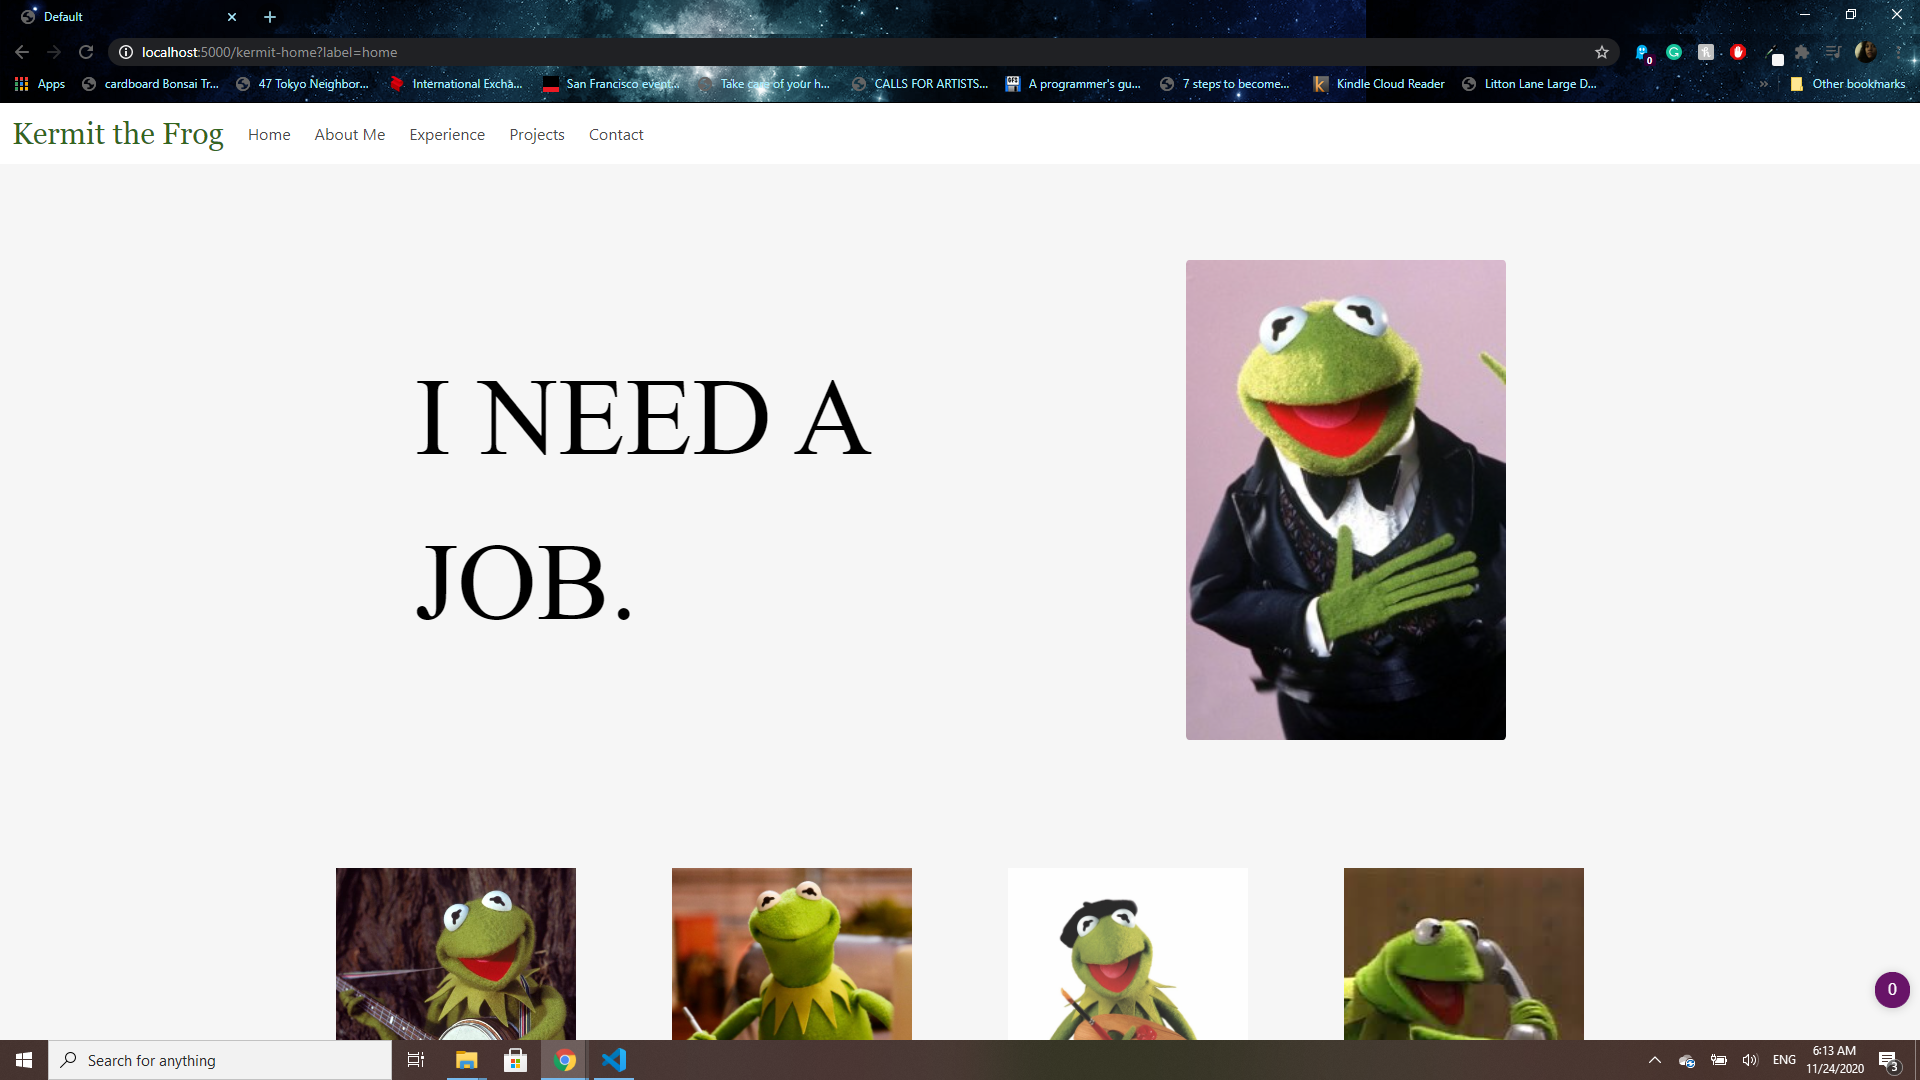 Default
localhost:5000/kermit-home?label=home
0
Apps
cardboard Bonsai Tr...
47 Tokyo Neighbor...
International Excha...
San Francisco event...
Take care of your h...
CALLS FOR ARTISTS...
A programmer's gu...
7 steps to become...
Kindle Cloud Reader
Litton Lane Large D...
»
Other bookmarks
Kermit the Frog
Home
About Me
Experience
Projects
Contact
I NEED A
JOB.
0
Search for anything
ENG
6:13 AM
11/24/2020
3